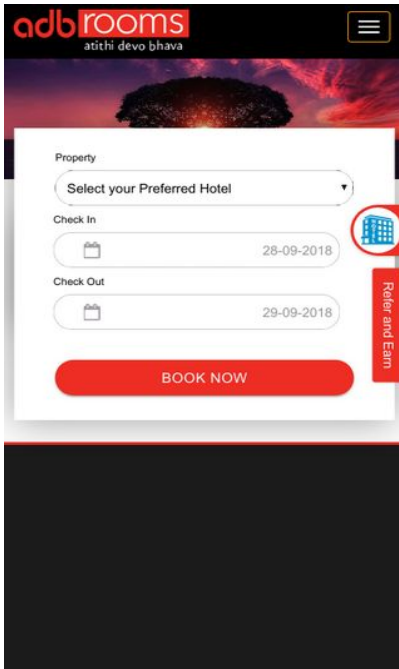 adb rooms
atithi devo bhava
Property
Select your Preferred Hotel
Check In
28-09-2018
Check Out
29-09-2018
Refer and Earn
BOOK NOW